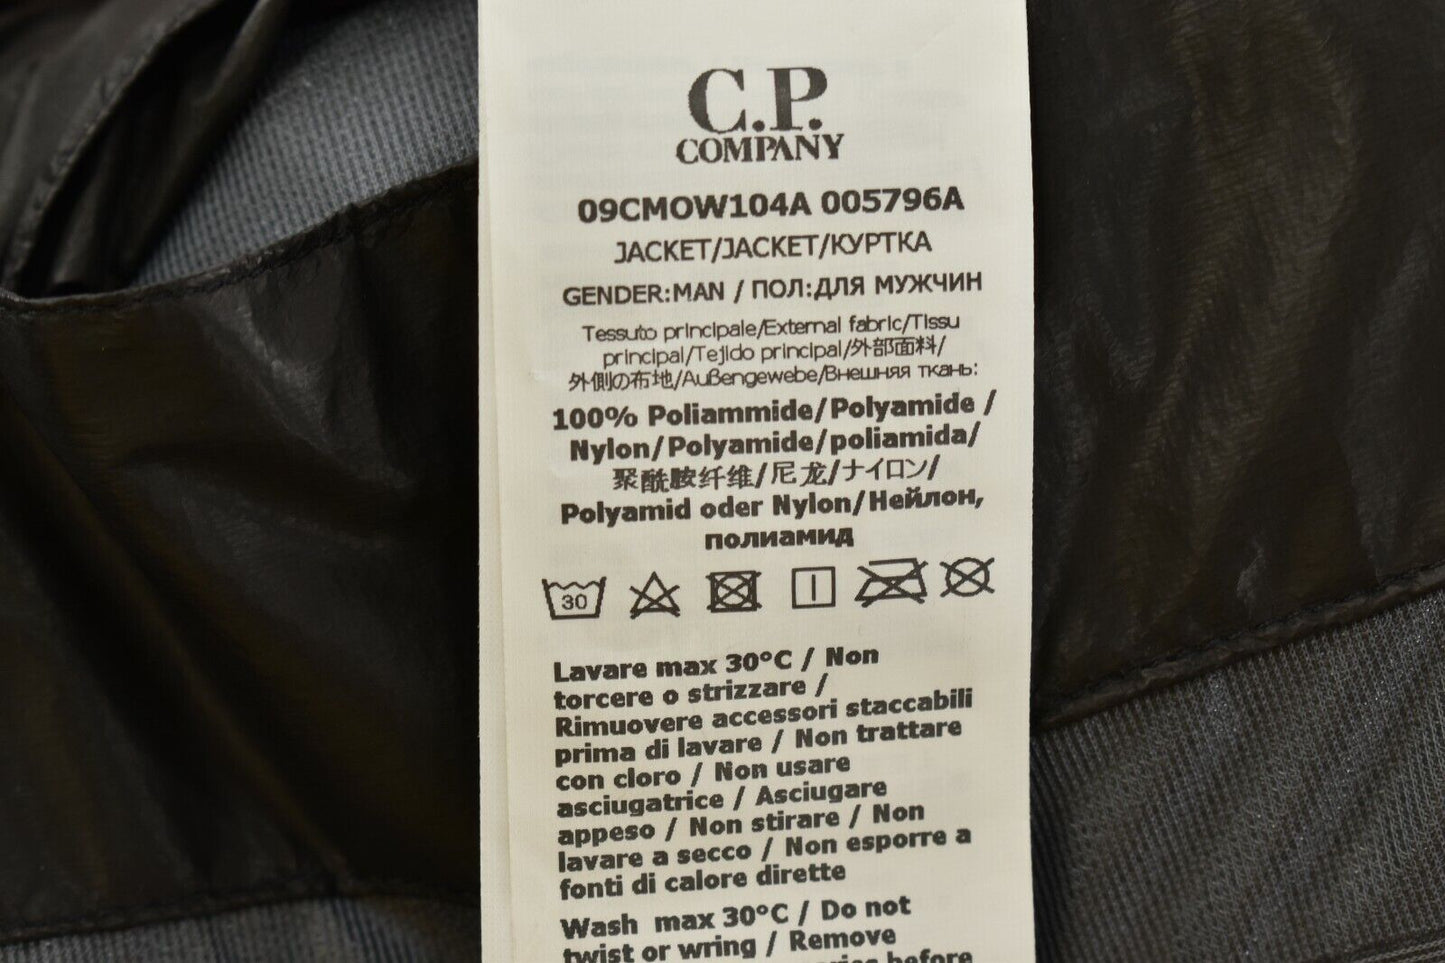 C.P.
COMPANY
09CMOW104A 005796A
JACKET/JACKET/КУРТКА
GENDER:MAN / ПОЛ:ДЛЯ МУЖЧИН
Tessuto principale/External fabric/Tissu
principal/Tejido principal/外部面料/
外側の布地/Außengewebe/Внешняя ткань:
100% Poliammide/Polyamide /
Nylon/Polyamide/poliamida/
聚酰胺纤维/尼龙/ナイロン/
Polyamid oder Nylon/Нейлон,
полиамид
30
Lavare max 30°C / Non
torcere o strizzare /
Rimuovere accessori staccabili
prima di lavare / Non trattare
con cloro / Non usare
asciugatrice / Asciugare
appeso / Non stirare / Non
lavare a secco / Non esporre a
fonti di calore dirette
Wash max 30°C / Do not
twist or wring / Remove
before